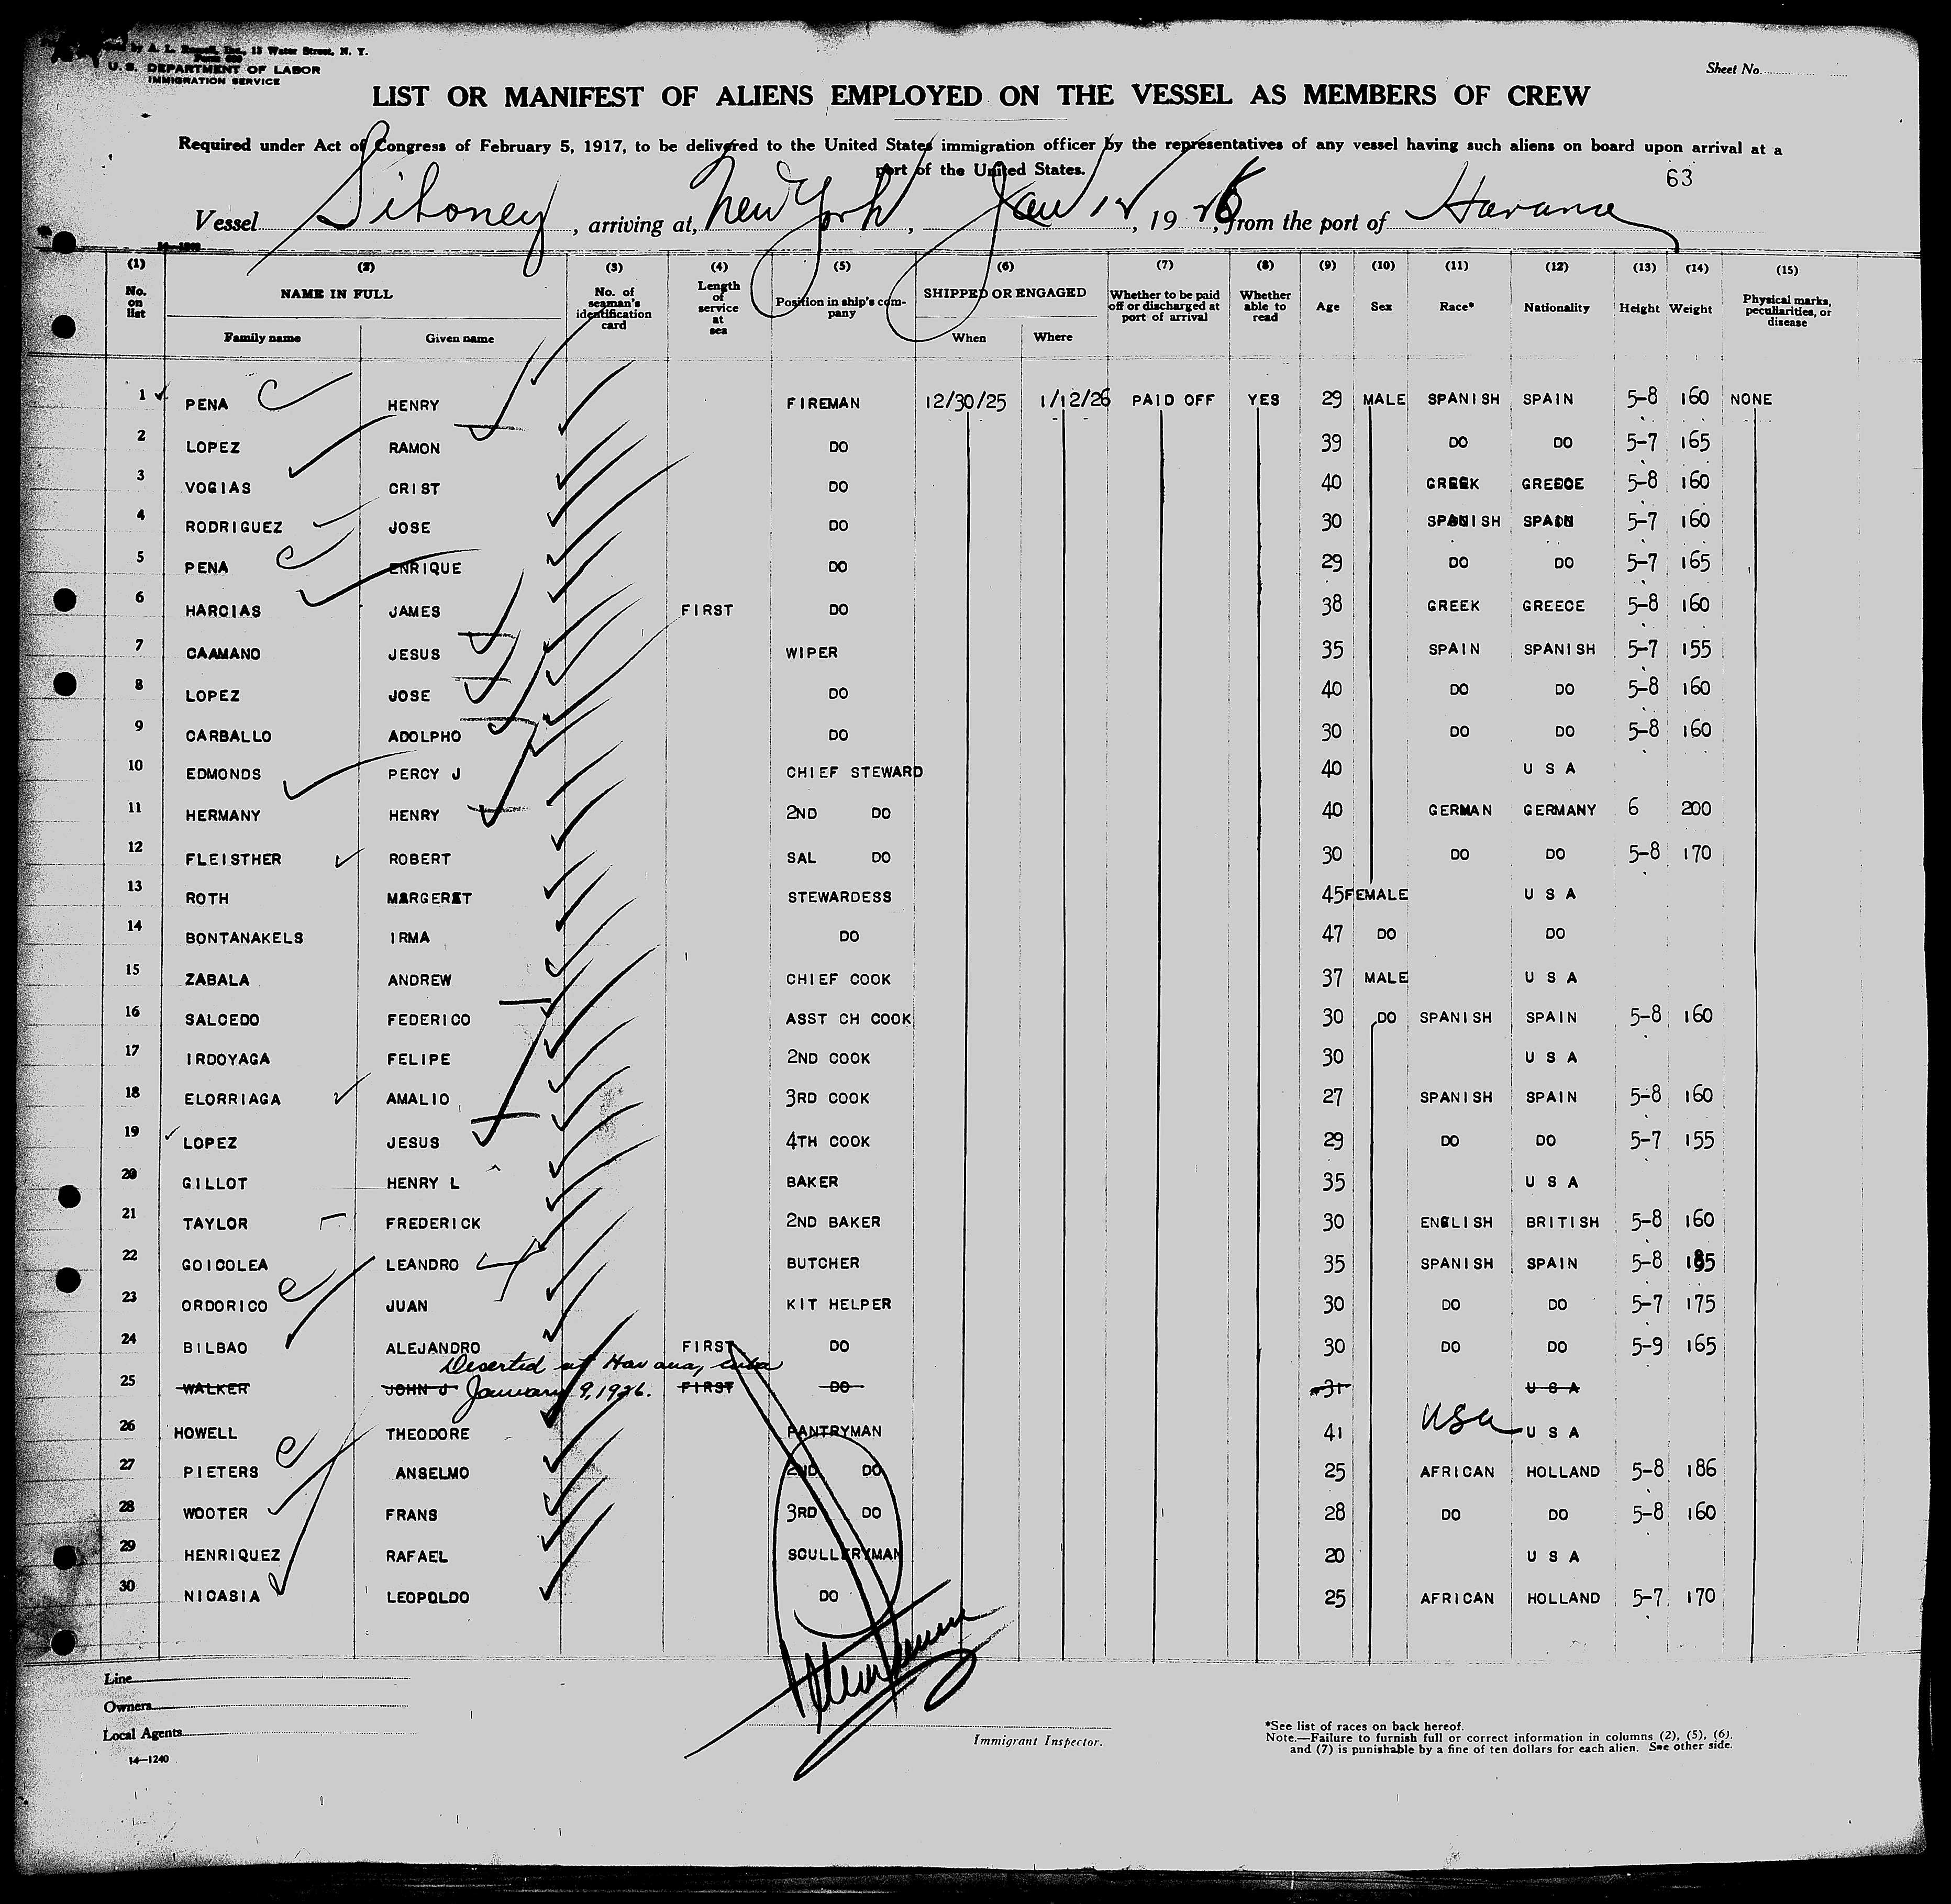 A. L. Russell, Inc., 13 Water Street, N. Y.
U. S. DEPARTMENT OF LABOR
IMMIGRATION SERVICE
Sheet No.
LIST OR MANIFEST OF ALIENS EMPLOYED ON THE VESSEL AS MEMBERS OF CREW
Required under Act of Congress of February 5, 1917, to be delivered to the United States immigration officer by the representatives of any vessel having such aliens on board upon arrival at a
port of the United States.
63
Vessel Siboney, arriving at, New York, Jan 12, 1926, from the port of Havana
(1) (2) (3) (4) (5) (6) (7) (8) (9) (10) (11) (12) (13) (14) (15)
No. on list NAME IN FULL Family name Given name No. of seaman's identification card Length of service at sea Position in ship's company SHIPPED OR ENGAGED When Where Whether to be paid off or discharged at port of arrival Whether able to read Age Sex Race* Nationality Height Weight Physical marks, peculiarities, or disease
1 PENA HENRY FIREMAN 12/30/25 1/12/26 PAID OFF YES 29 MALE SPANISH SPAIN 5-8 160 NONE
2 LOPEZ RAMON DO 39 DO DO 5-7 165
3 VOGIAS CRIST DO 40 GREEK GREECE 5-8 160
4 RODRIGUEZ JOSE DO 30 SPANISH SPAIN 5-7 160
5 PENA ENRIQUE DO 29 DO DO 5-7 165
6 HARCIAS JAMES FIRST DO 38 GREEK GREECE 5-8 160
7 CAAMANO JESUS WIPER 35 SPAIN SPANISH 5-7 155
8 LOPEZ JOSE DO 40 DO DO 5-8 160
9 CARBALLO ADOLPHO DO 30 DO DO 5-8 160
10 EDMONDS PERCY J CHIEF STEWARD 40 U S A
11 HERMANY HENRY 2ND DO 40 GERMAN GERMANY 6 200
12 FLEISTHER ROBERT SAL DO 30 DO DO 5-8 170
13 ROTH MARGERET STEWARDESS 45 FEMALE U S A
14 BONTANAKELS IRMA DO 47 DO DO
15 ZABALA ANDREW CHIEF COOK 37 MALE U S A
16 SALCEDO FEDERICO ASST CH COOK 30 DO SPANISH SPAIN 5-8 160
17 IRDOYAGA FELIPE 2ND COOK 30 U S A
18 ELORRIAGA AMALIO 3RD COOK 27 SPANISH SPAIN 5-8 160
19 LOPEZ JESUS 4TH COOK 29 DO DO 5-7 155
20 GILLOT HENRY L BAKER 35 U S A
21 TAYLOR FREDERICK 2ND BAKER 30 ENGLISH BRITISH 5-8 160
22 GOICOLEA LEANDRO BUTCHER 35 SPANISH SPAIN 5-8 185
23 ORDORICO JUAN KIT HELPER 30 DO DO 5-7 175
24 BILBAO ALEJANDRO FIRST DO 30 DO DO 5-9 165
Deserted at Havana, Cuba
25 WALKER JOHN J January 9, 1926. FIRST DO 31 U S A
26 HOWELL THEODORE PANTRYMAN 41 USA U S A
27 PIETERS ANSELMO 2ND DO 25 AFRICAN HOLLAND 5-8 186
28 WOOTER FRANS 3RD DO 28 DO DO 5-8 160
29 HENRIQUEZ RAFAEL SCULLERYMAN 20 U S A
30 NICASIA LEOPOLDO DO 25 AFRICAN HOLLAND 5-7 170
Line
Owners
Local Agents
14—1240
Immigrant Inspector.
*See list of races on back hereof.
Note.—Failure to furnish full or correct information in columns (2), (5), (6),
and (7) is punishable by a fine of ten dollars for each alien. See other side.